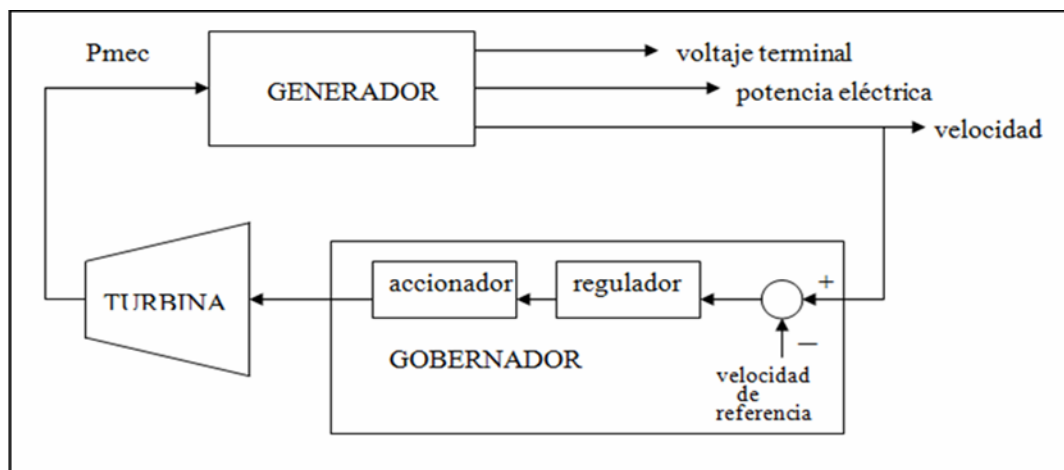 Pmec
GENERADOR
voltaje terminal
potencia eléctrica
velocidad
TURBINA
accionador
regulador
+
−
GOBERNADOR
velocidad
de
referencia